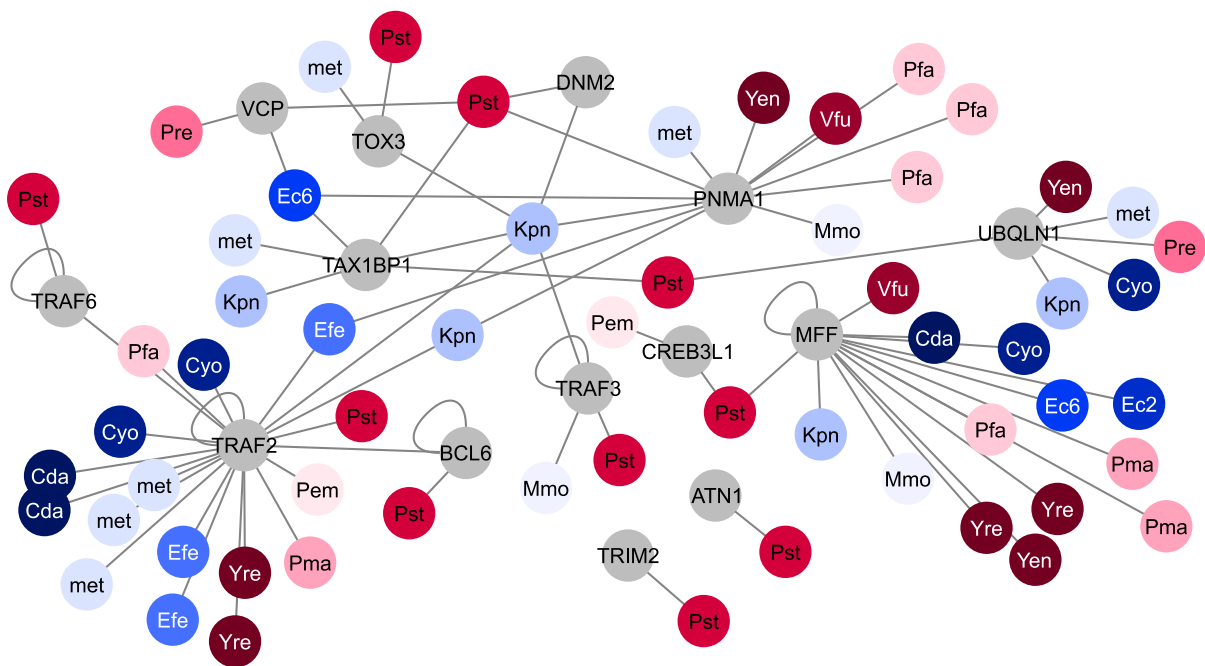 Pst
met
Pfa
DNM2
Yen
Pst
VCP
Pfa
Vfu
Pre
TOX3
met
Pfa
Yen
Ec6
PNMA1
Pst
met
Kpn
Mmo
UBQLN1
met
Pre
TAX1BP1
Pst
Cyo
Vfu
TRAF6
Kpn
Kpn
Pem
Efe
Kpn
MFF
Cda
Cyo
Pfa
CREB3L1
Cyo
TRAF3
Ec6
Ec2
Pst
Pst
Cyo
Kpn
Pfa
TRAF2
BCL6
Pst
Pma
Cda
met
Pem
Mmo
Mmo
ATN1
Cda
met
Pst
Yre
Yre
Pma
Efe
Pst
TRIM2
Yen
Pma
Yre
met
Efe
Pst
Yre